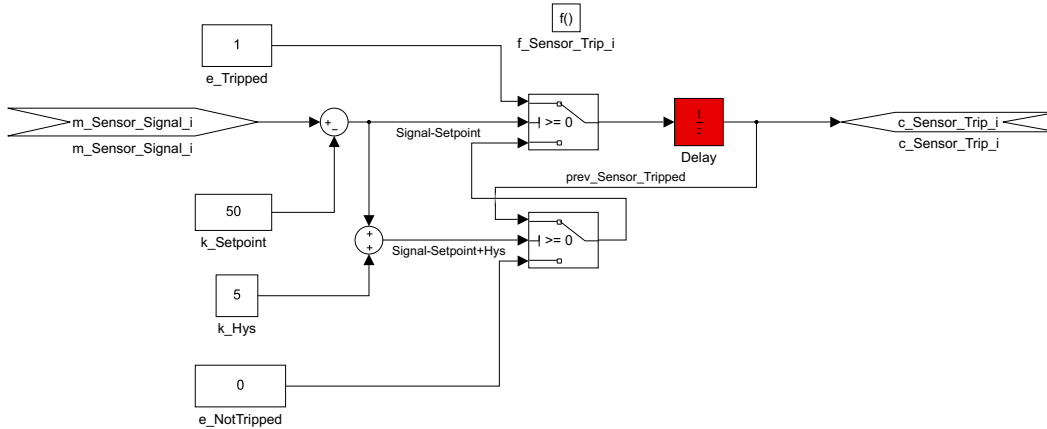 f()
f_Sensor_Trip_i
1
e_Tripped
m_Sensor_Signal_i
m_Sensor_Signal_i
+
−
Signal-Setpoint
>= 0
1
z
Delay
c_Sensor_Trip_i
c_Sensor_Trip_i
prev_Sensor_Tripped
50
k_Setpoint
+
+
Signal-Setpoint+Hys
>= 0
5
k_Hys
0
e_NotTripped